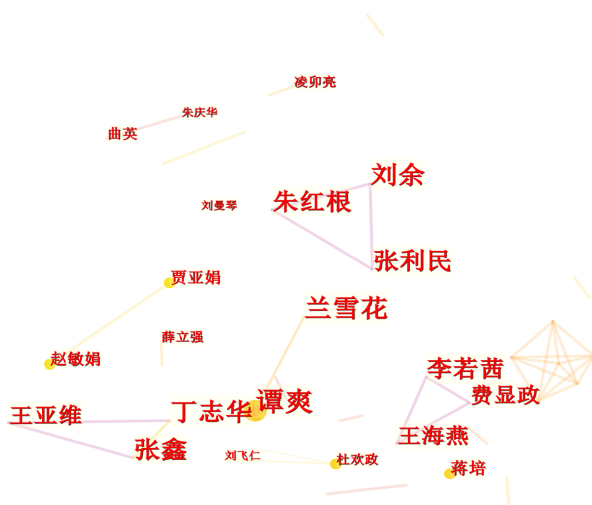 凌卯亮
朱庆华
曲英
刘余
朱红根
刘曼琴
张利民
贾亚娟
兰雪花
薛立强
赵敏娟
李若茜
费显政
谭爽
丁志华
王亚维
王海燕
张鑫
刘飞仁
杜欢政
蒋培